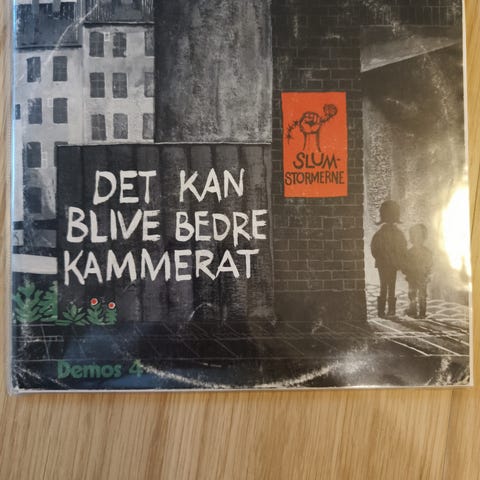 SLUM-
STORMERNE
DET KAN
BLIVE BEDRE
KAMMERAT
Demos 4